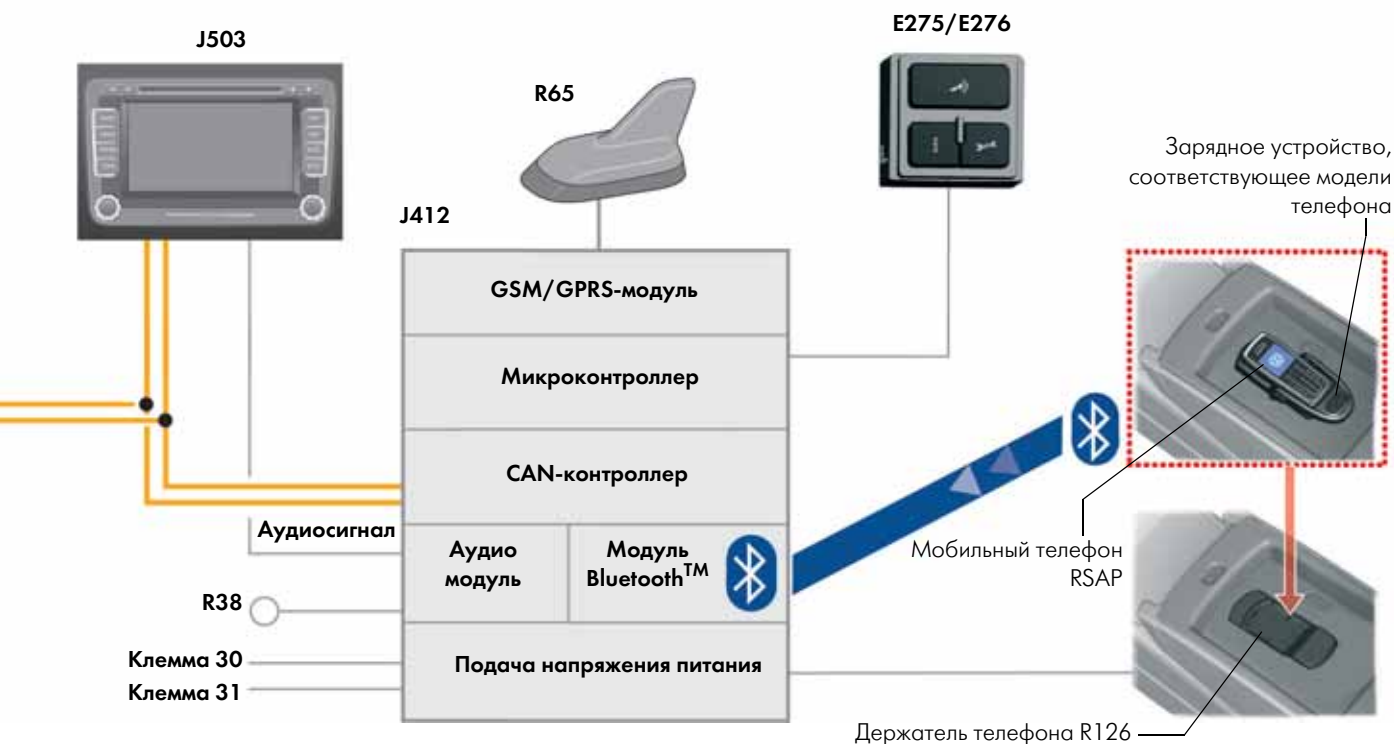 J503
E275/E276
R65
Зарядное устройство,
соответствующее модели
телефона
J412
GSM/GPRS-модуль
Микроконтроллер
CAN-контроллер
Аудиосигнал
Аудио
модуль
Модуль
Bluetooth™
Мобильный телефон
RSAP
R38
Клемма 30
Клемма 31
Подача напряжения питания
Держатель телефона R126